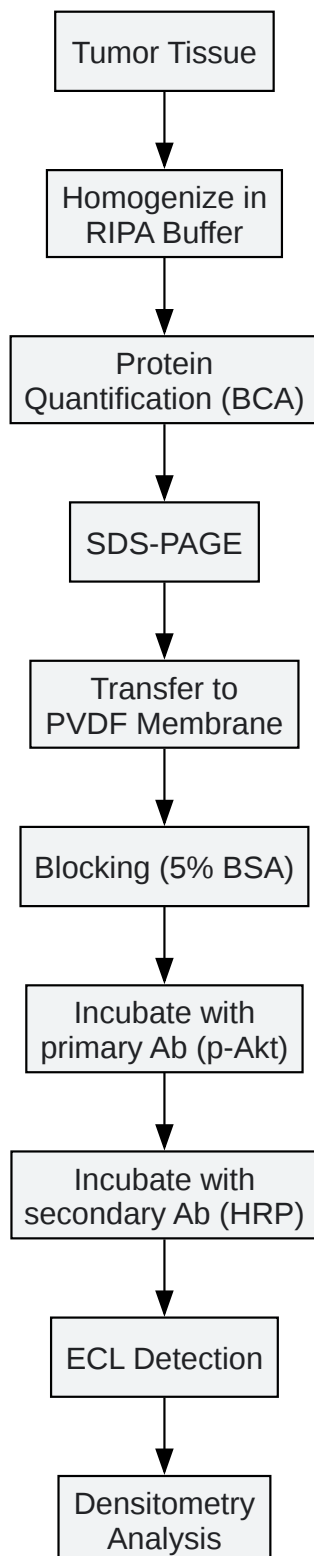 Tumor Tissue
Homogenize in
RIPA Buffer
Protein
Quantification (BCA)
SDS-PAGE
Transfer to
PVDF Membrane
Blocking (5% BSA)
Incubate with
primary Ab (p-Akt)
Incubate with
secondary Ab (HRP)
ECL Detection
Densitometry
Analysis